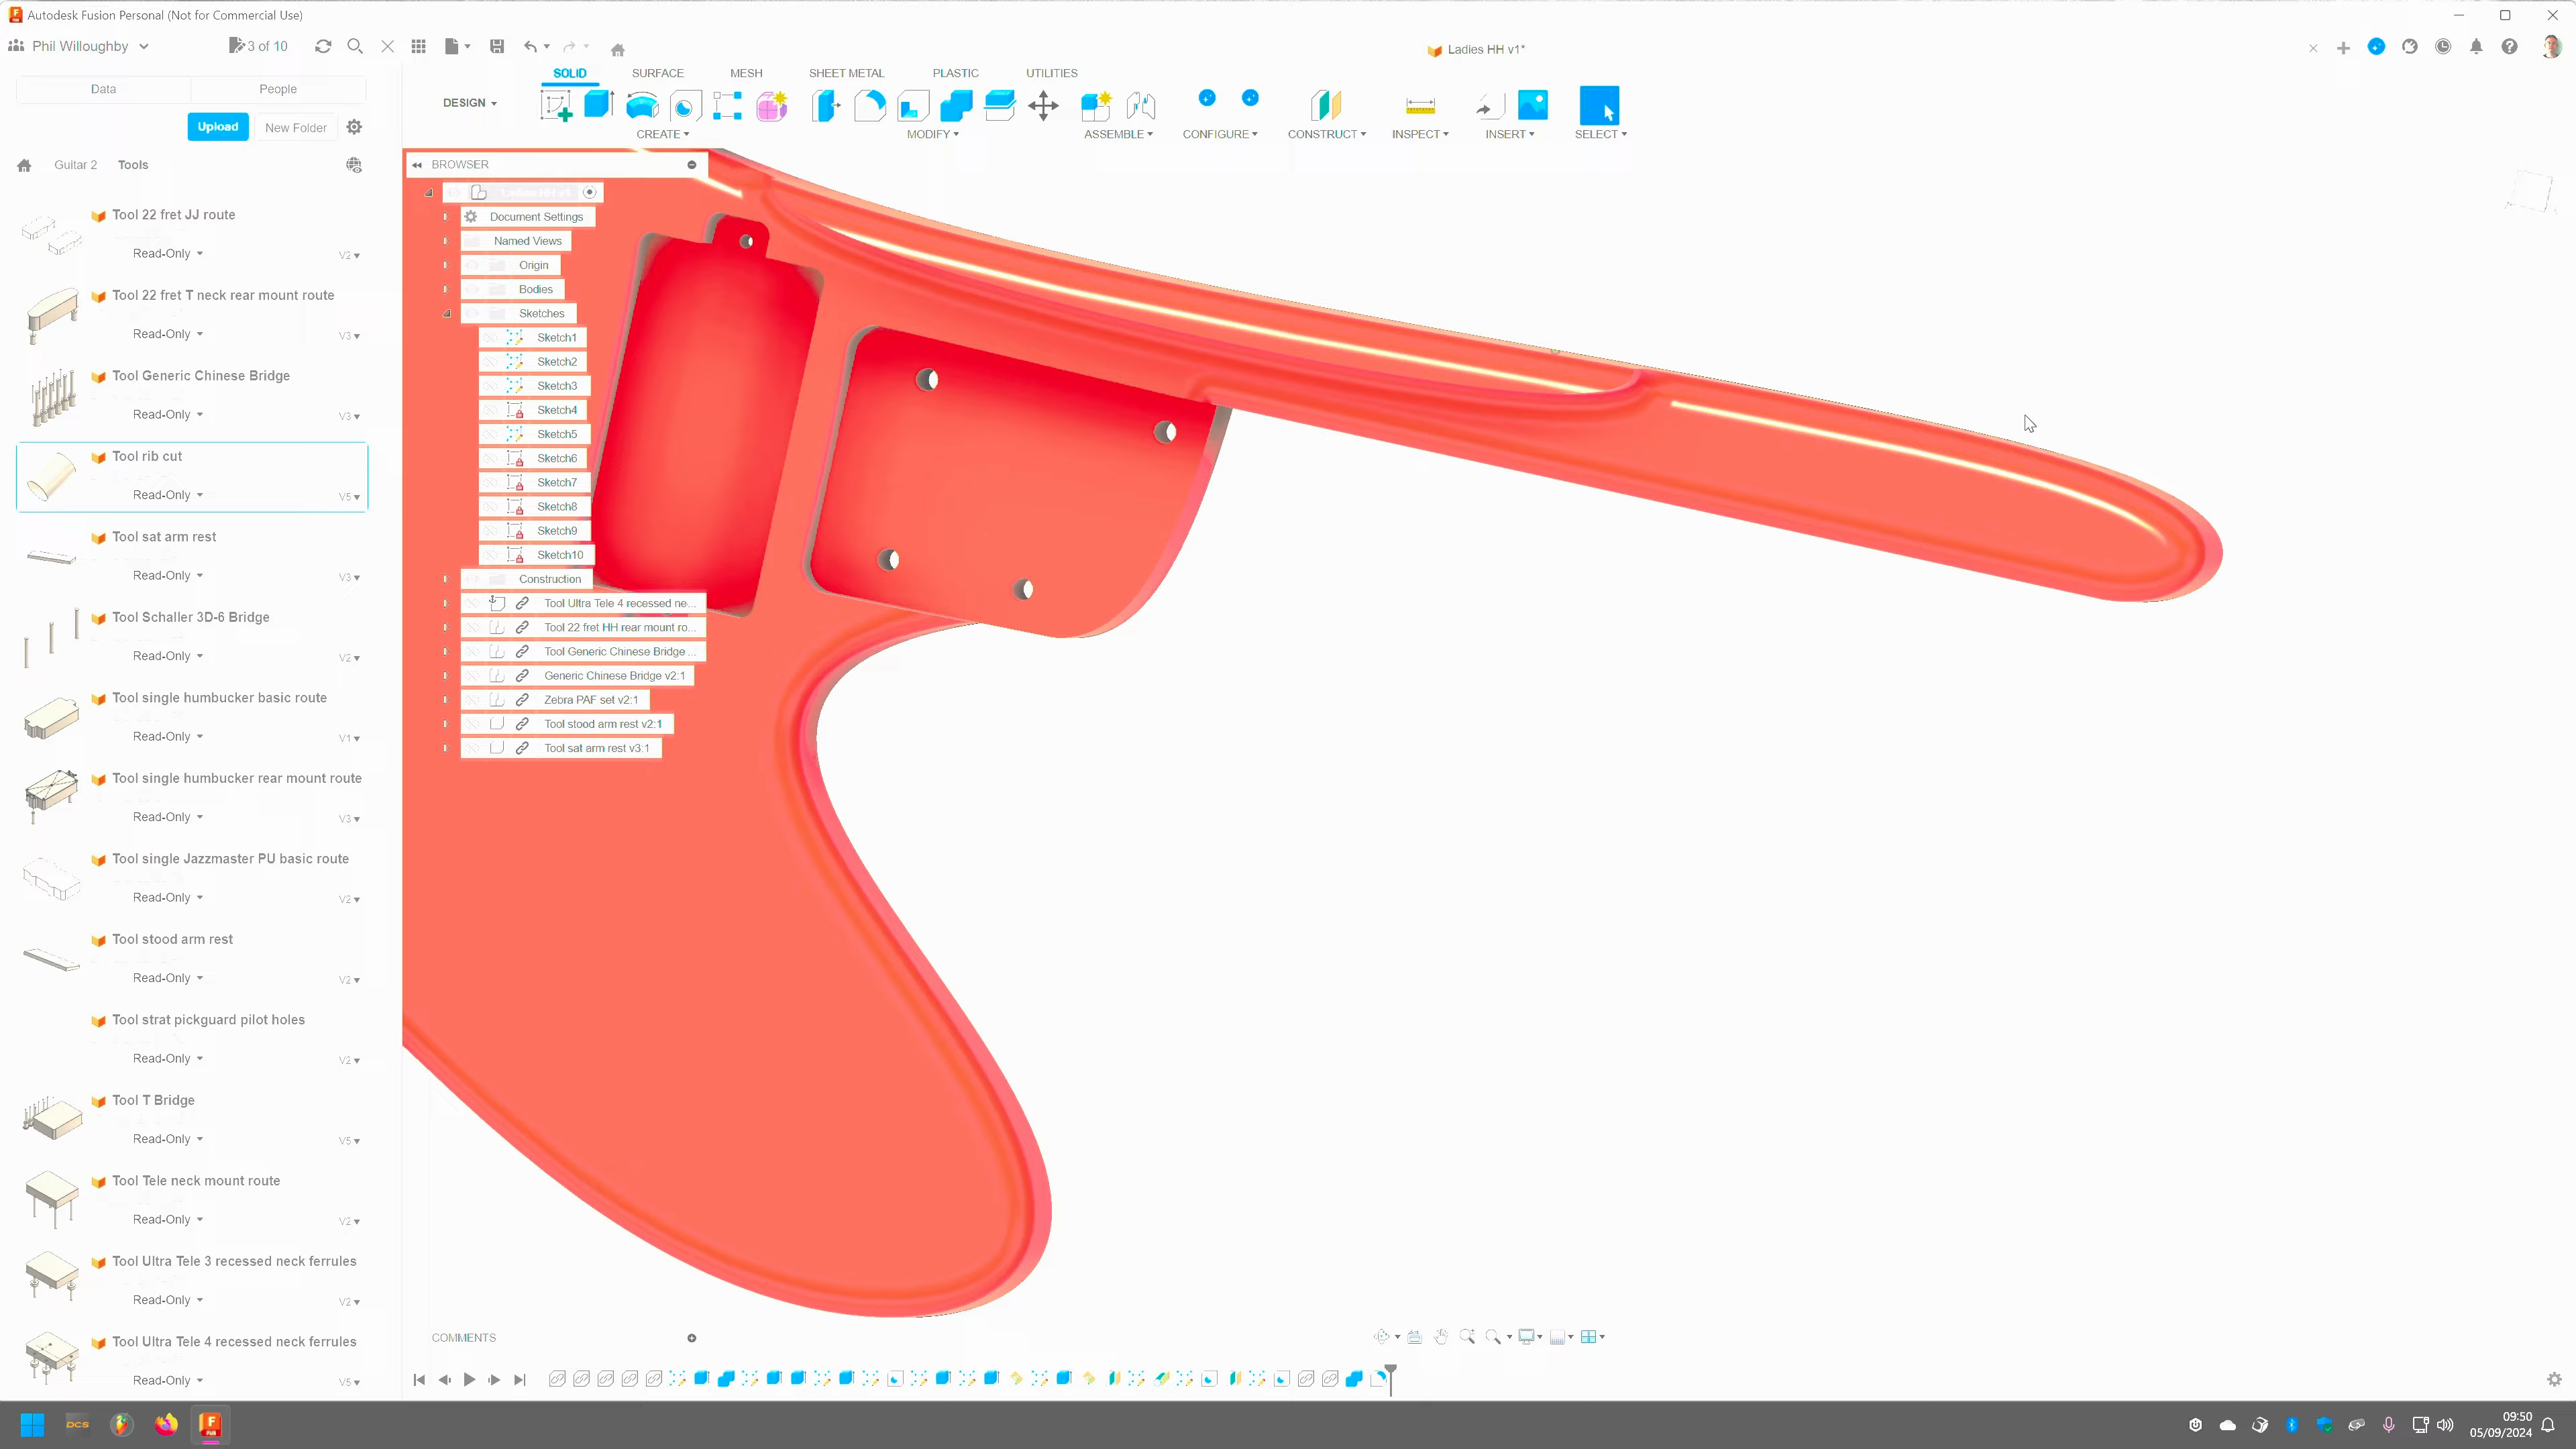 Autodesk Fusion Personal (Not for Commercial Use)
Phil Willoughby
3 of 10
Ladies HH v1*
Data
People
Upload
New Folder
Guitar 2
Tools
Tool 22 fret JJ route
Read-Only
V2
Tool 22 fret T neck rear mount route
Read-Only
V3
Tool Generic Chinese Bridge
Read-Only
V3
Tool rib cut
Read-Only
V5
Tool sat arm rest
Read-Only
V3
Tool Schaller 3D-6 Bridge
Read-Only
V2
Tool single humbucker basic route
Read-Only
V1
Tool single humbucker rear mount route
Read-Only
V3
Tool single Jazzmaster PU basic route
Read-Only
V2
Tool stood arm rest
Read-Only
V2
Tool strat pickguard pilot holes
Read-Only
V2
Tool T Bridge
Read-Only
V5
Tool Tele neck mount route
Read-Only
V2
Tool Ultra Tele 3 recessed neck ferrules
Read-Only
V2
Tool Ultra Tele 4 recessed neck ferrules
Read-Only
V5
SOLID
SURFACE
MESH
SHEET METAL
PLASTIC
UTILITIES
DESIGN
CREATE
MODIFY
ASSEMBLE
CONFIGURE
CONSTRUCT
INSPECT
INSERT
SELECT
BROWSER
Ladies HH v1
Document Settings
Named Views
Origin
Bodies
Sketches
Sketch1
Sketch2
Sketch3
Sketch4
Sketch5
Sketch6
Sketch7
Sketch8
Sketch9
Sketch10
Construction
Tool Ultra Tele 4 recessed ne...
Tool 22 fret HH rear mount ro...
Tool Generic Chinese Bridge ...
Generic Chinese Bridge v2:1
Zebra PAF set v2:1
Tool stood arm rest v2:1
Tool sat arm rest v3:1
COMMENTS
DCS
F
FUS
09:50
05/09/2024